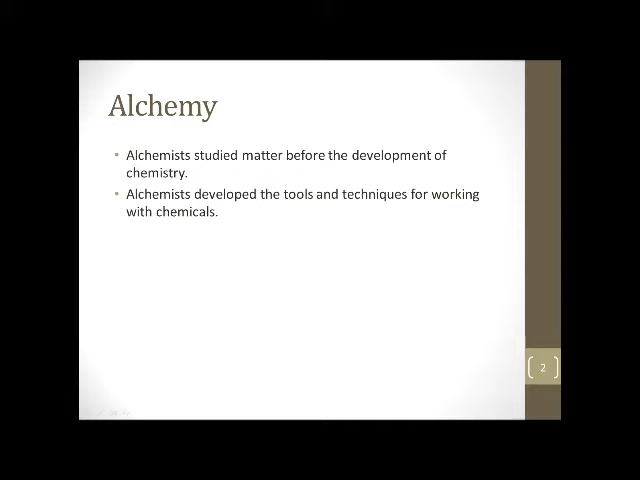 Alchemy
• Alchemists studied matter before the development of
chemistry.
• Alchemists developed the tools and techniques for working
with chemicals.
2